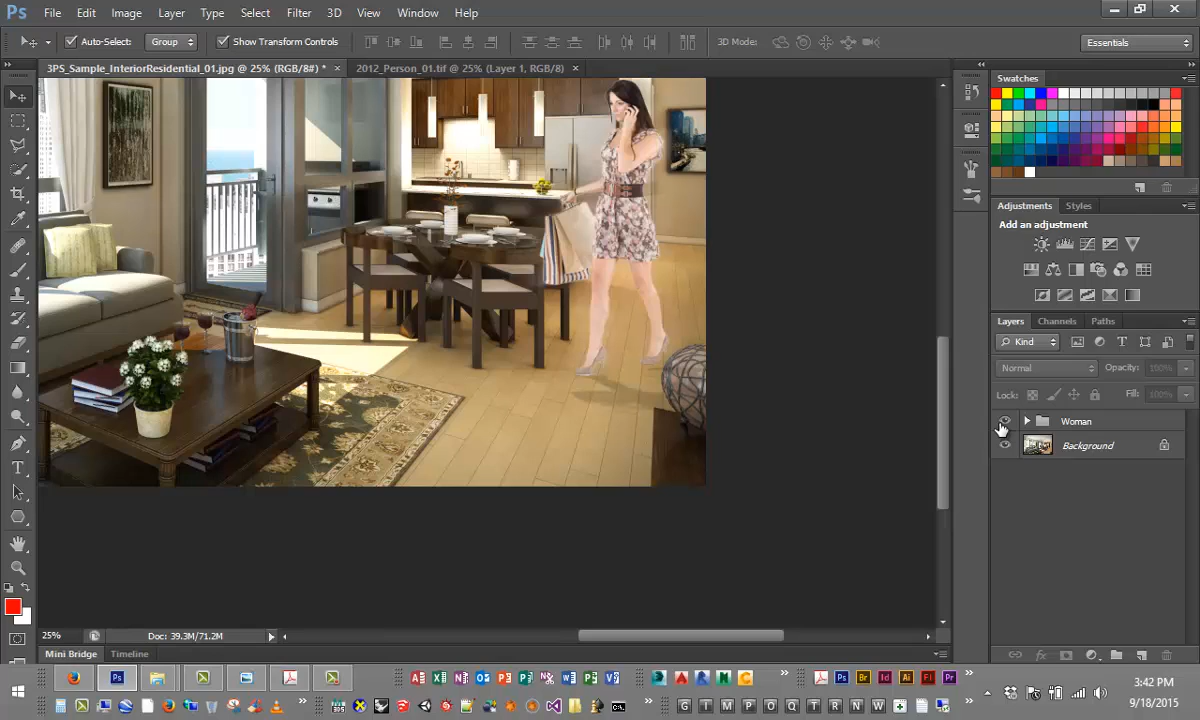 Ps File Edit Image Layer Type Select Filter 3D View Window Help
Auto-Select: Group Show Transform Controls 3D Mode: Essentials
3PS_Sample_InteriorResidential_01.jpg @ 25% (RGB/8#) * × 2012_Person_01.tif @ 25% (Layer 1, RGB/8) ×
Swatches
Adjustments Styles
Add an adjustment
Layers Channels Paths
Kind
Normal Opacity: 100%
Lock: Fill: 100%
Woman
Background
25% Doc: 39.3M/71.2M
Mini Bridge Timeline
3:42 PM
9/18/2015